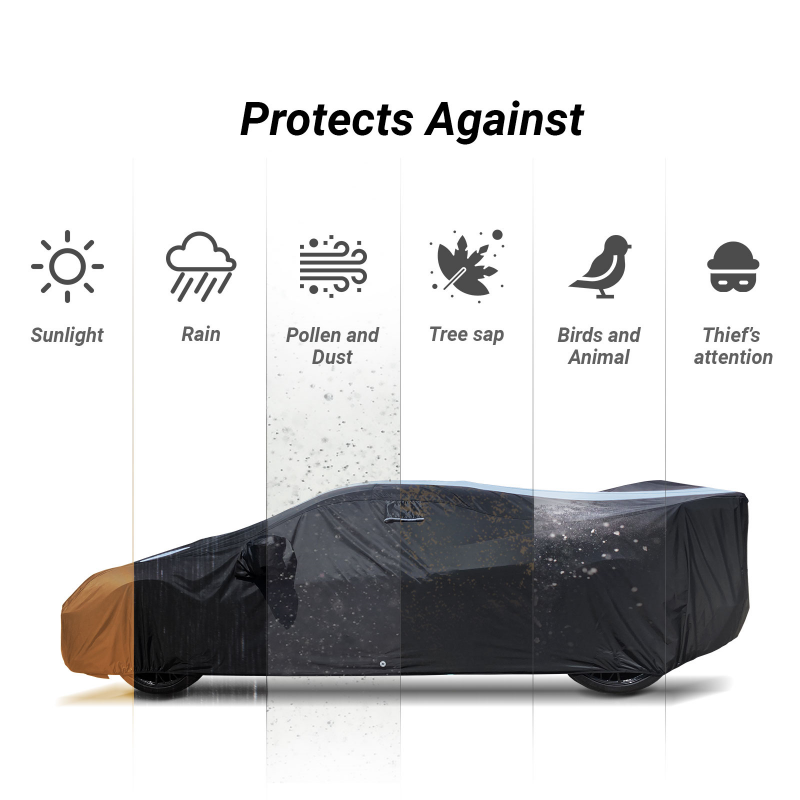 Protects Against
Sunlight
Rain
Pollen and
Dust
Tree sap
Birds and
Animal
Thief's
attention